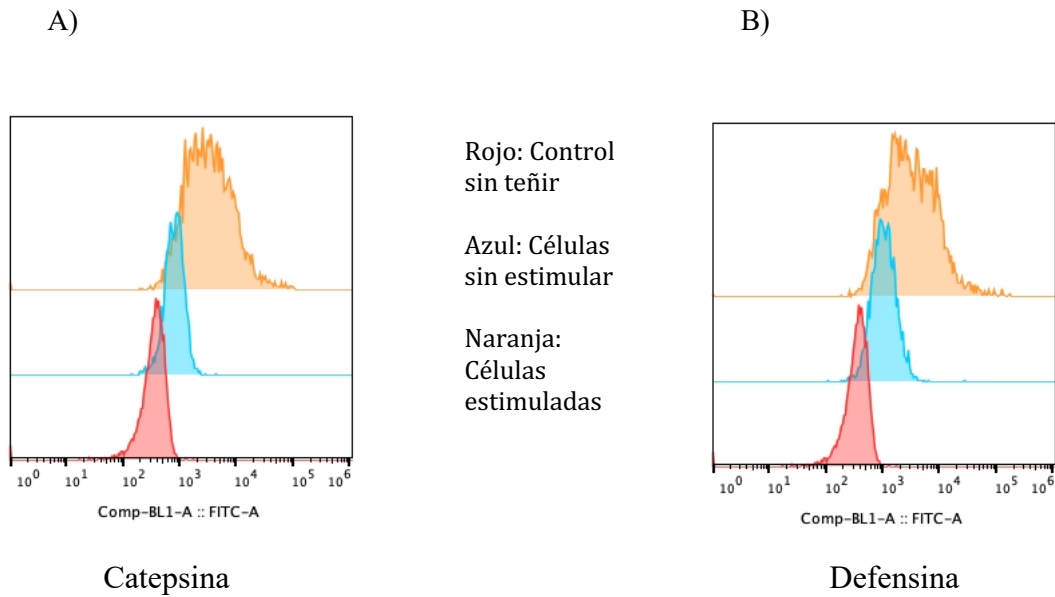 A)
B)
Rojo: Control
sin teñir
Azul: Células
sin estimular
Naranja:
Células
estimuladas
10^0 10^1 10^2 10^3 10^4 10^5 10^6
Comp-BL1-A :: FITC-A
10^0 10^1 10^2 10^3 10^4 10^5 10^6
Comp-BL1-A :: FITC-A
Catepsina
Defensina